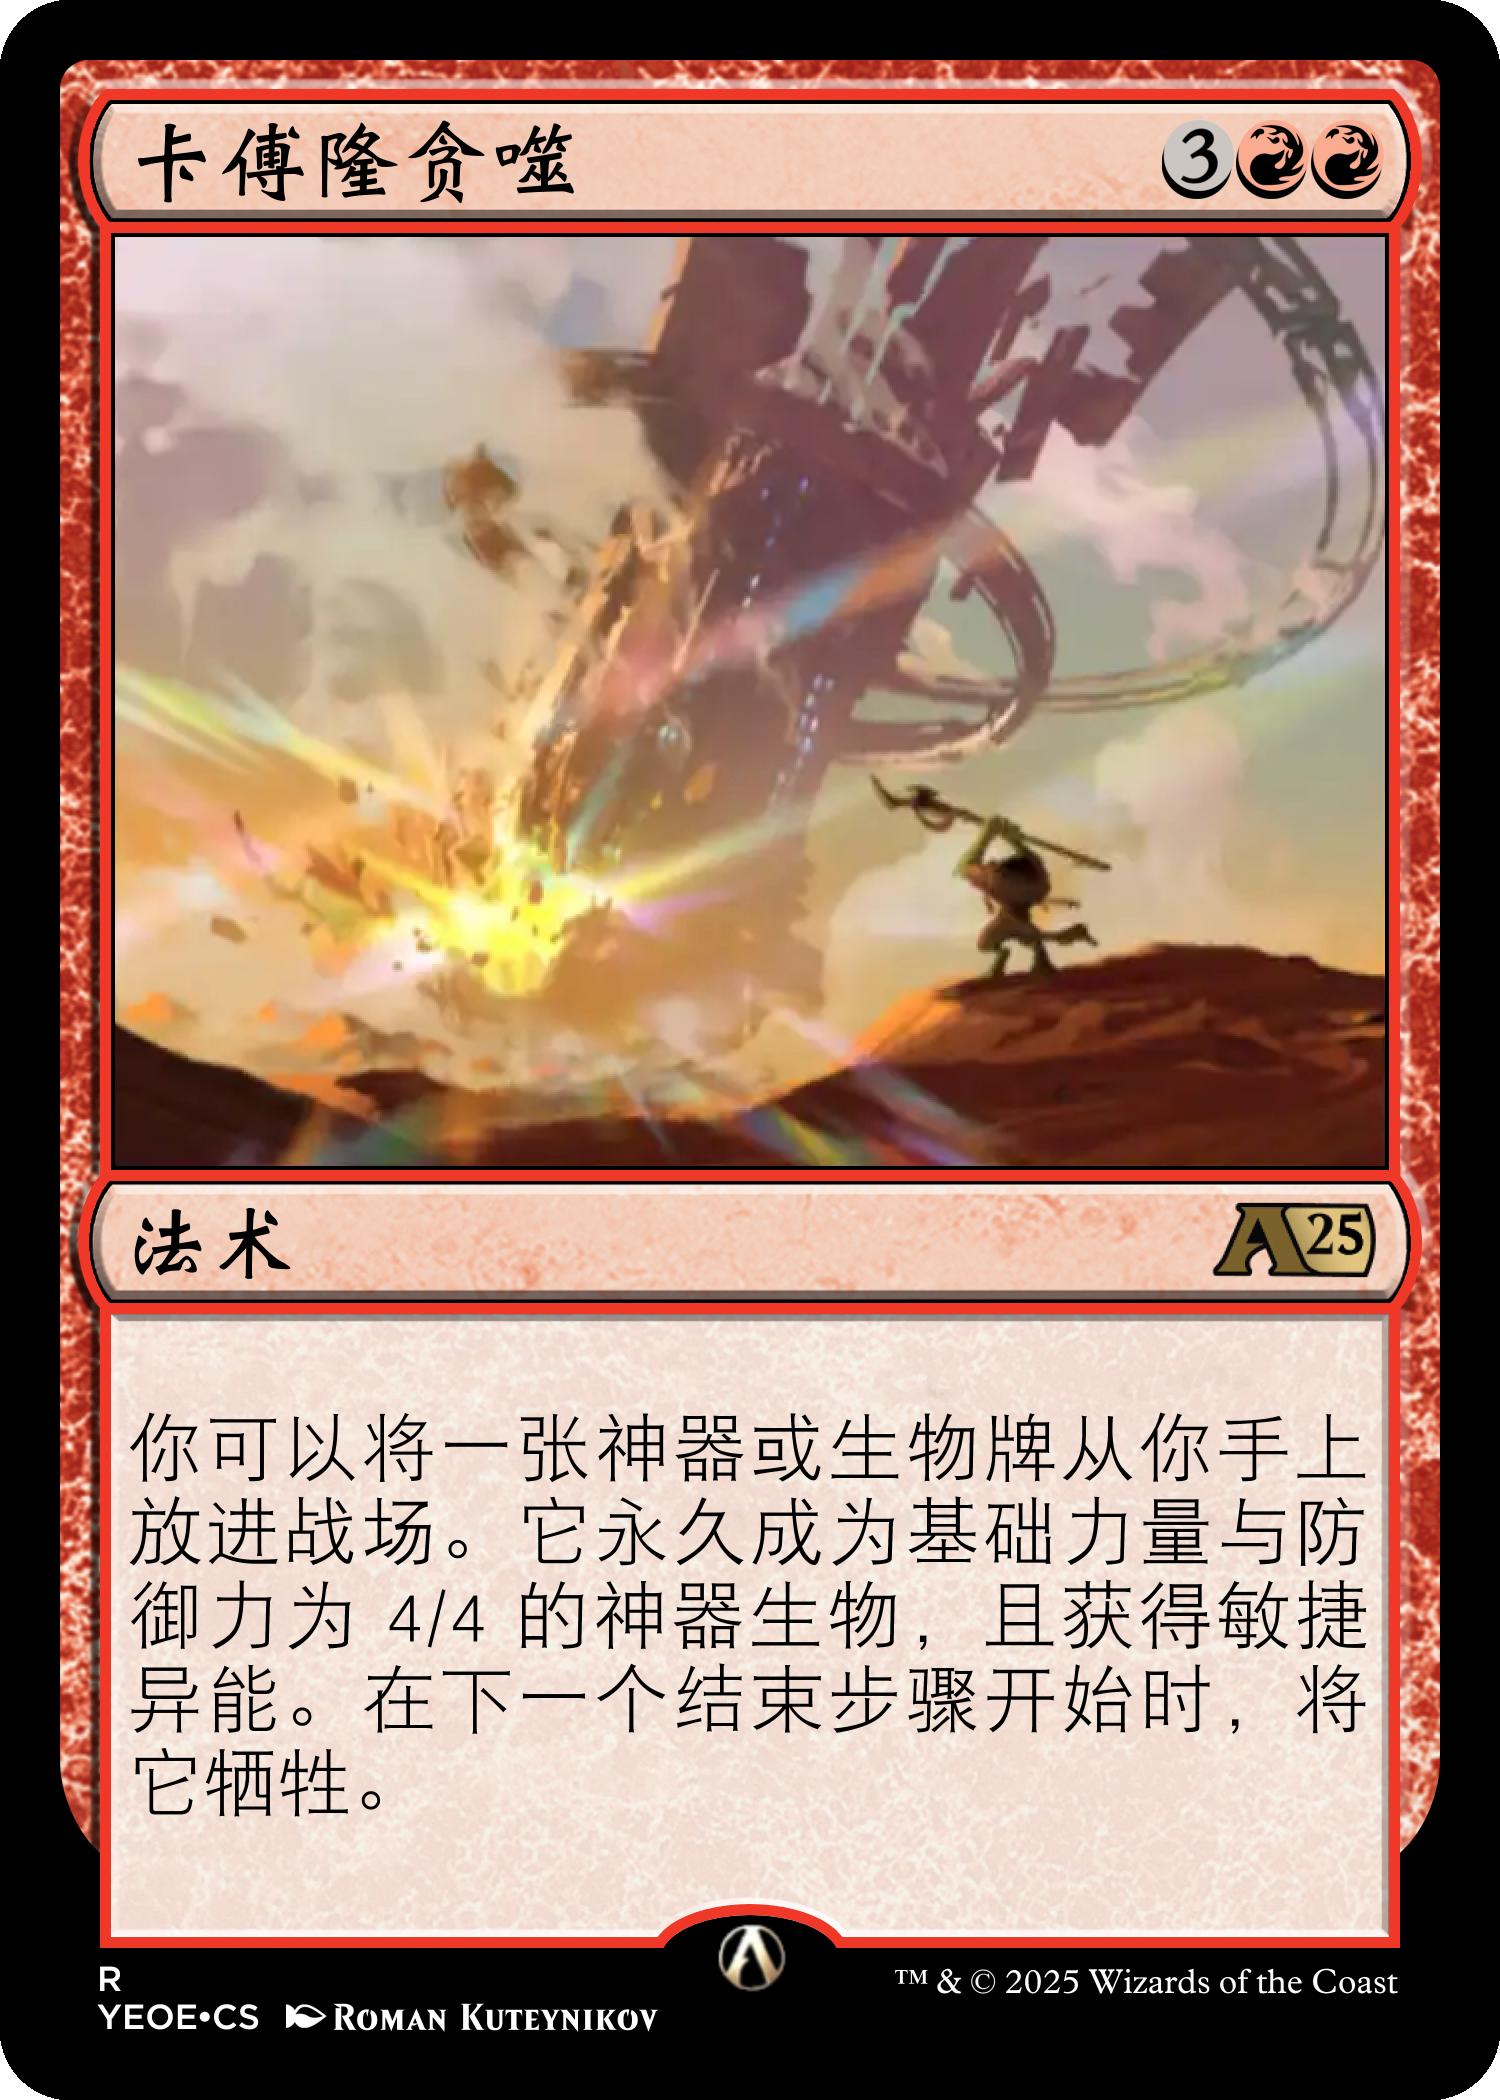 卡傅隆贪噬
3
法术
A25
你可以将一张神器或生物牌从你手上
放进战场。它永久成为基础力量与防
御力为 4/4 的神器生物，且获得敏捷
异能。在下一个结束步骤开始时，将
它牺牲。
R
™ & © 2025 Wizards of the Coast
YEOE•CS ROMAN KUTEYNIKOV